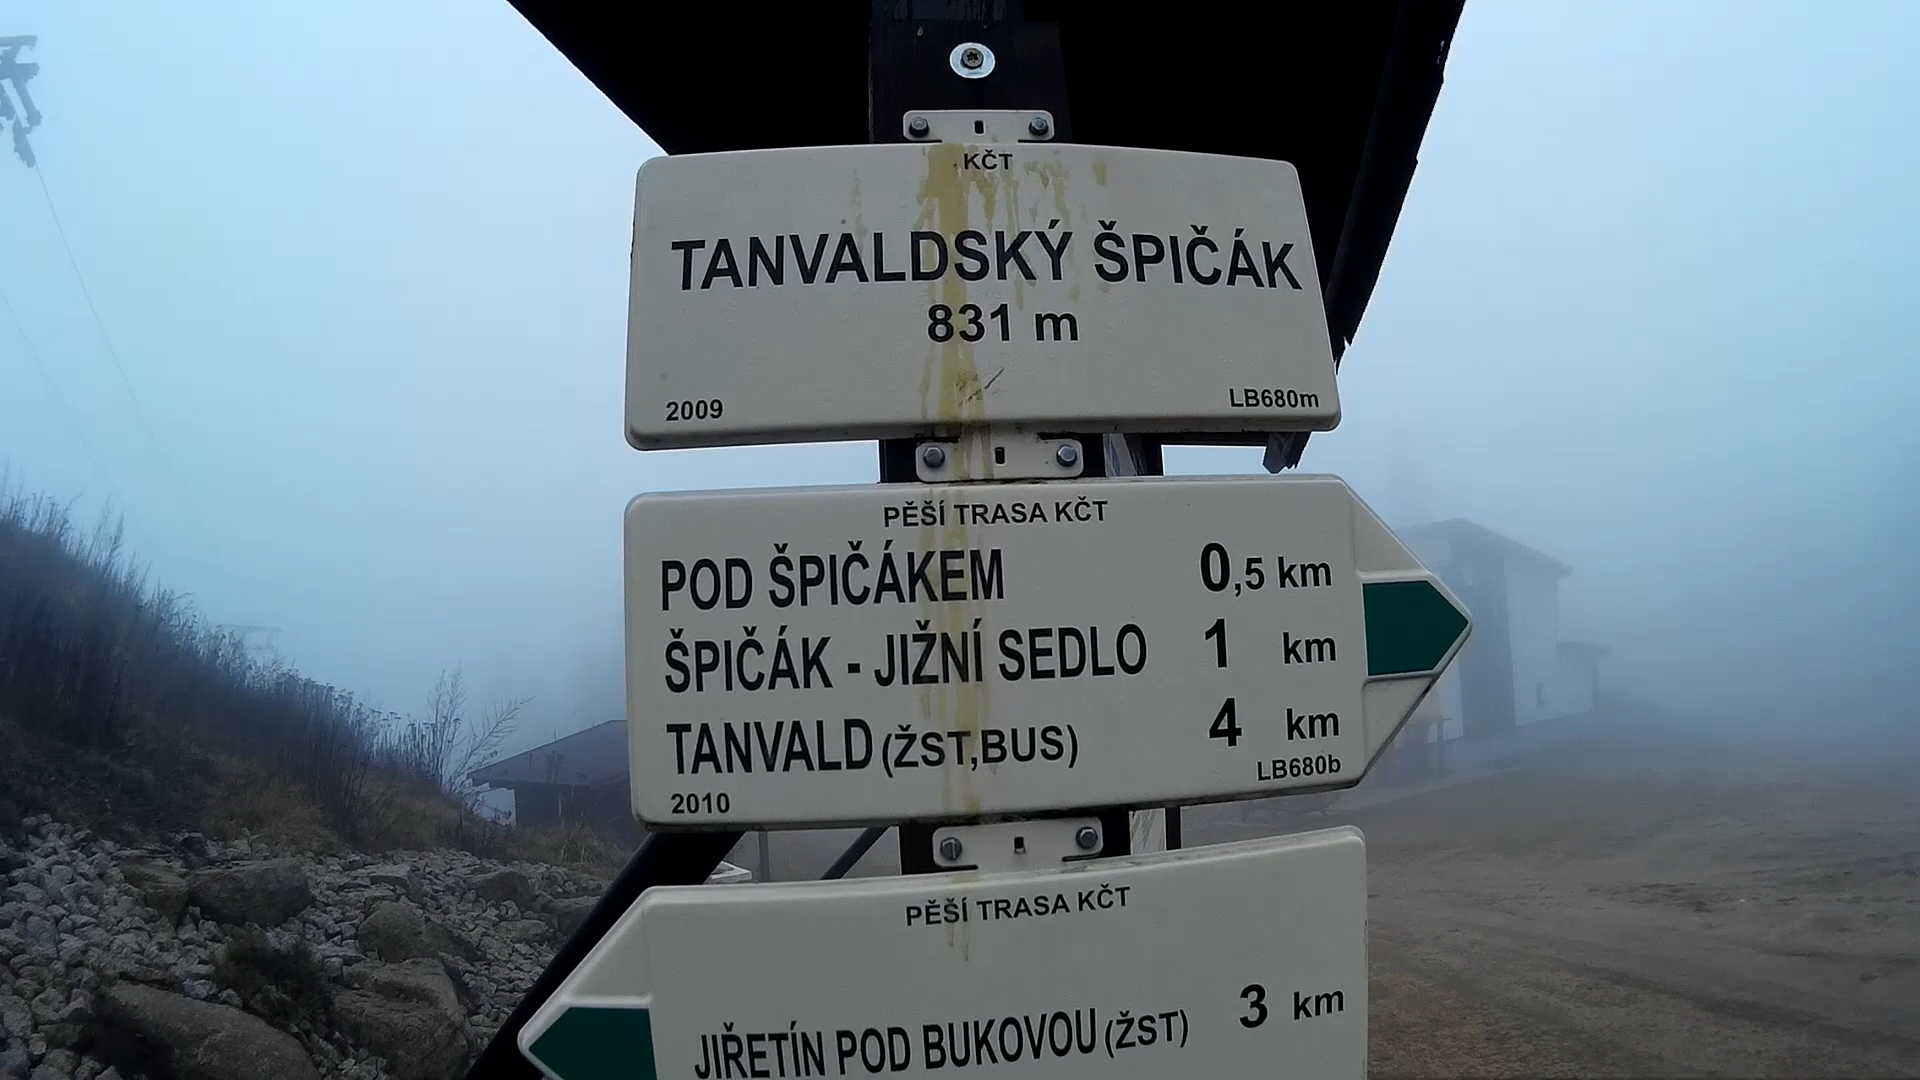 KČT
TANVALDSKÝ ŠPIČÁK
831 m
2009 LB680m
PĚŠÍ TRASA KČT
POD ŠPIČÁKEM 0,5 km
ŠPIČÁK - JIŽNÍ SEDLO 1 km
TANVALD (ŽST,BUS) 4 km
2010 LB680b
PĚŠÍ TRASA KČT
JIŘETÍN POD BUKOVOU (ŽST) 3 km